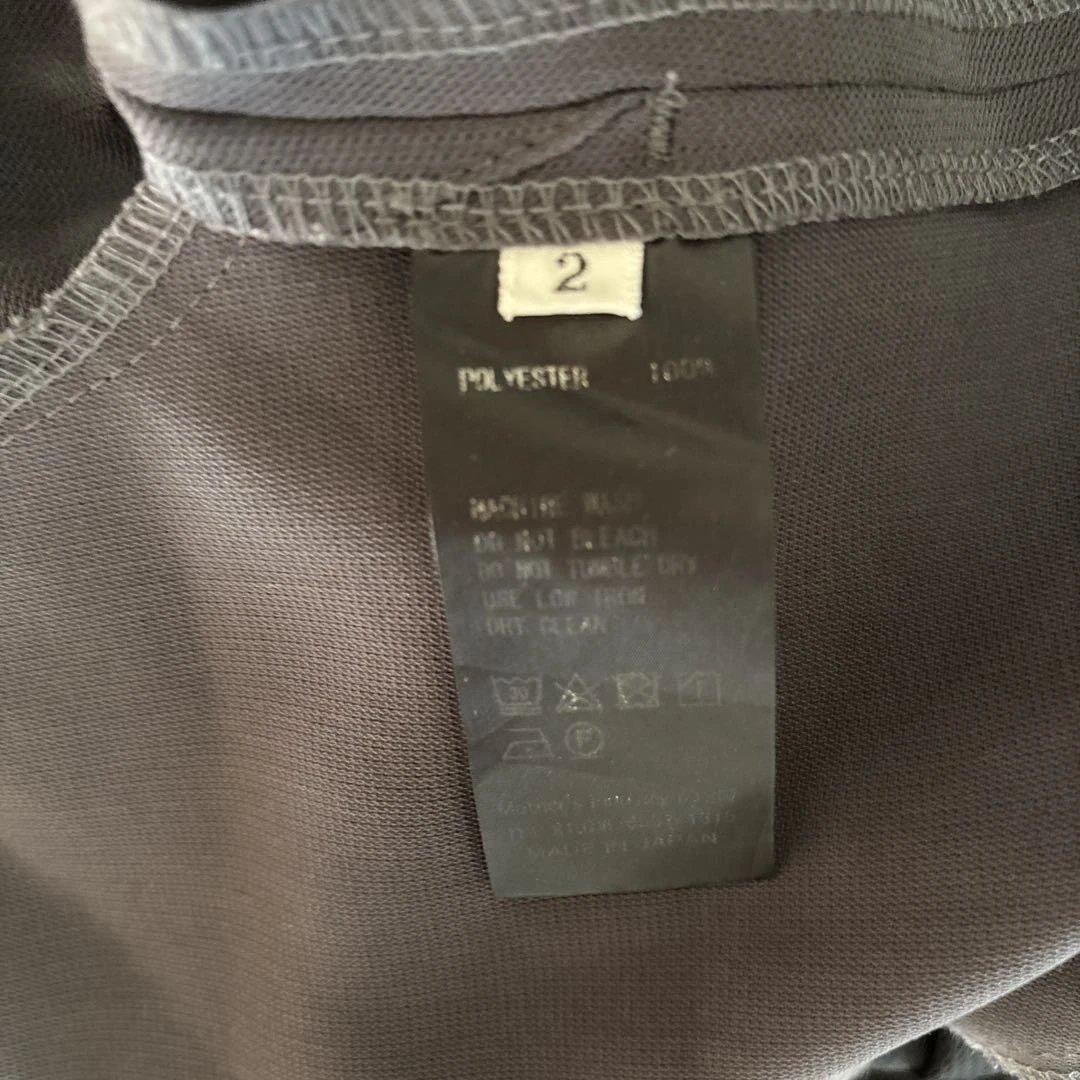 2
POLYESTER 100%
MACHINE WASH
DO NOT BLEACH
DO NOT TUMBLE DRY
USE LOW IRON
DRY CLEAN
30
F
MADE IN JAPAN